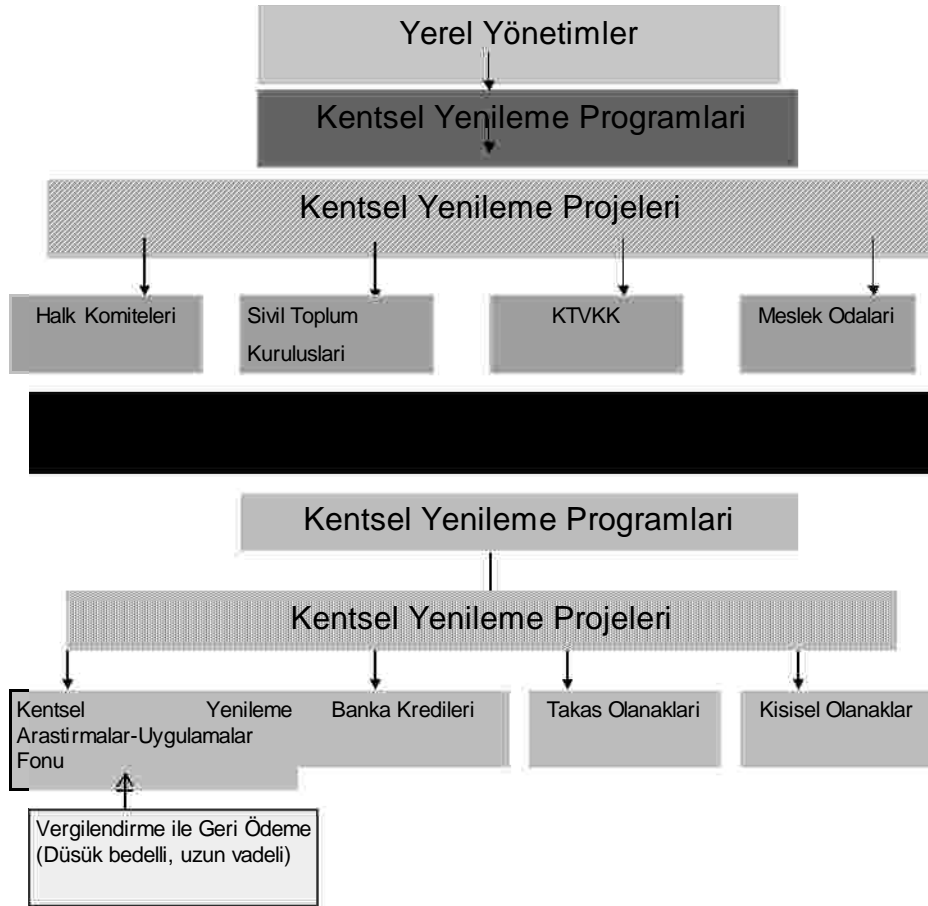 Yerel Yönetimler
Kentsel Yenileme Programlari
Kentsel Yenileme Projeleri
Halk Komiteleri
Sivil Toplum
Kuruluslari
KTVKK
Meslek Odalari
Kentsel Yenileme Programlari
Kentsel Yenileme Projeleri
Kentsel Yenileme
Arastirmalar-Uygulamalar
Fonu
Banka Kredileri
Takas Olanaklari
Kisisel Olanaklar
Vergilendirme ile Geri Ödeme
(Düsük bedelli, uzun vadeli)